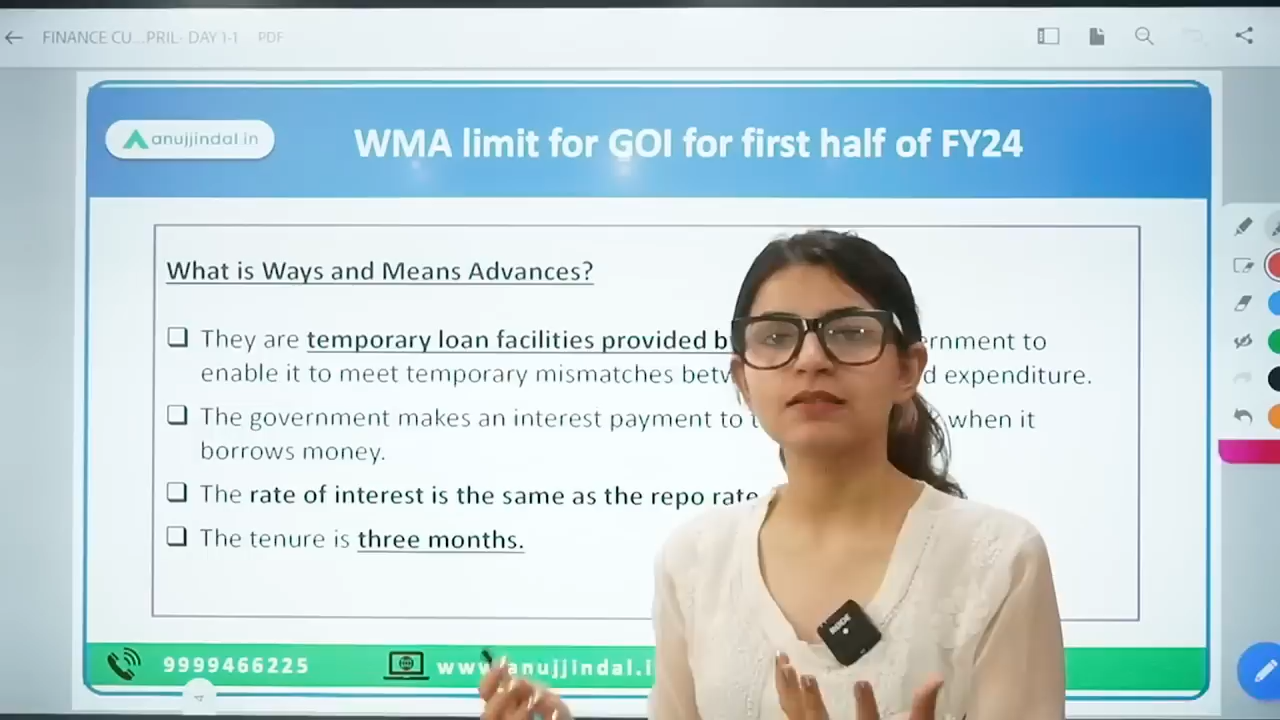 FINANCE CU...PRIL- DAY 1-1 PDF
anujjindal.in
WMA limit for GOI for first half of FY24
What is Ways and Means Advances?
They are temporary loan facilities provided b ernment to
enable it to meet temporary mismatches betw d expenditure.
The government makes an interest payment to t when it
borrows money.
The rate of interest is the same as the repo rate
The tenure is three months.
9999466225
www.anujjindal.i
RØDE